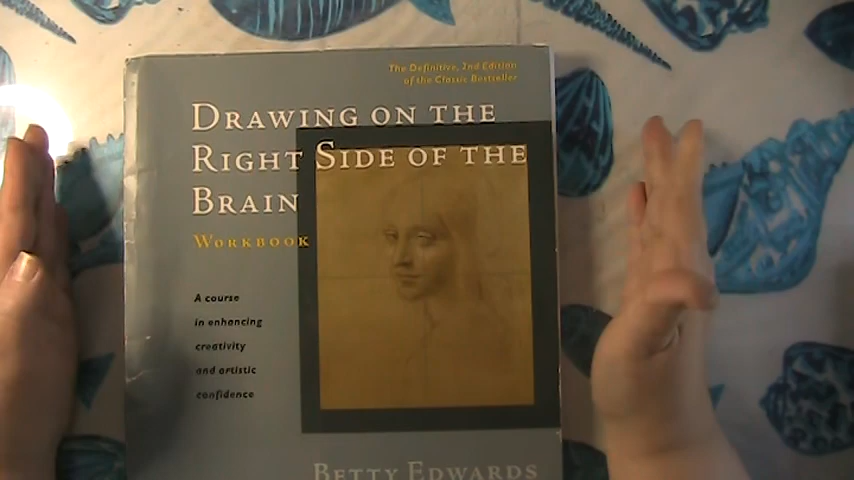 The Definitive, 2nd Edition
of the Classic Bestseller
DRAWING ON THE
RIGHT SIDE OF THE
BRAIN
WORKBOOK
A course
in enhancing
creativity
and artistic
confidence
BETTY EDWARDS